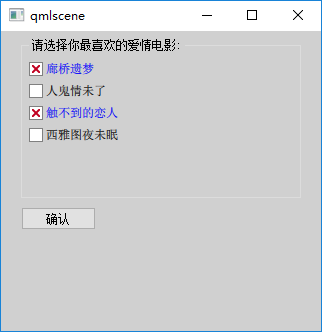 qmlscene
请选择你最喜欢的爱情电影:
廊桥遗梦
人鬼情未了
触不到的恋人
西雅图夜未眠
确认